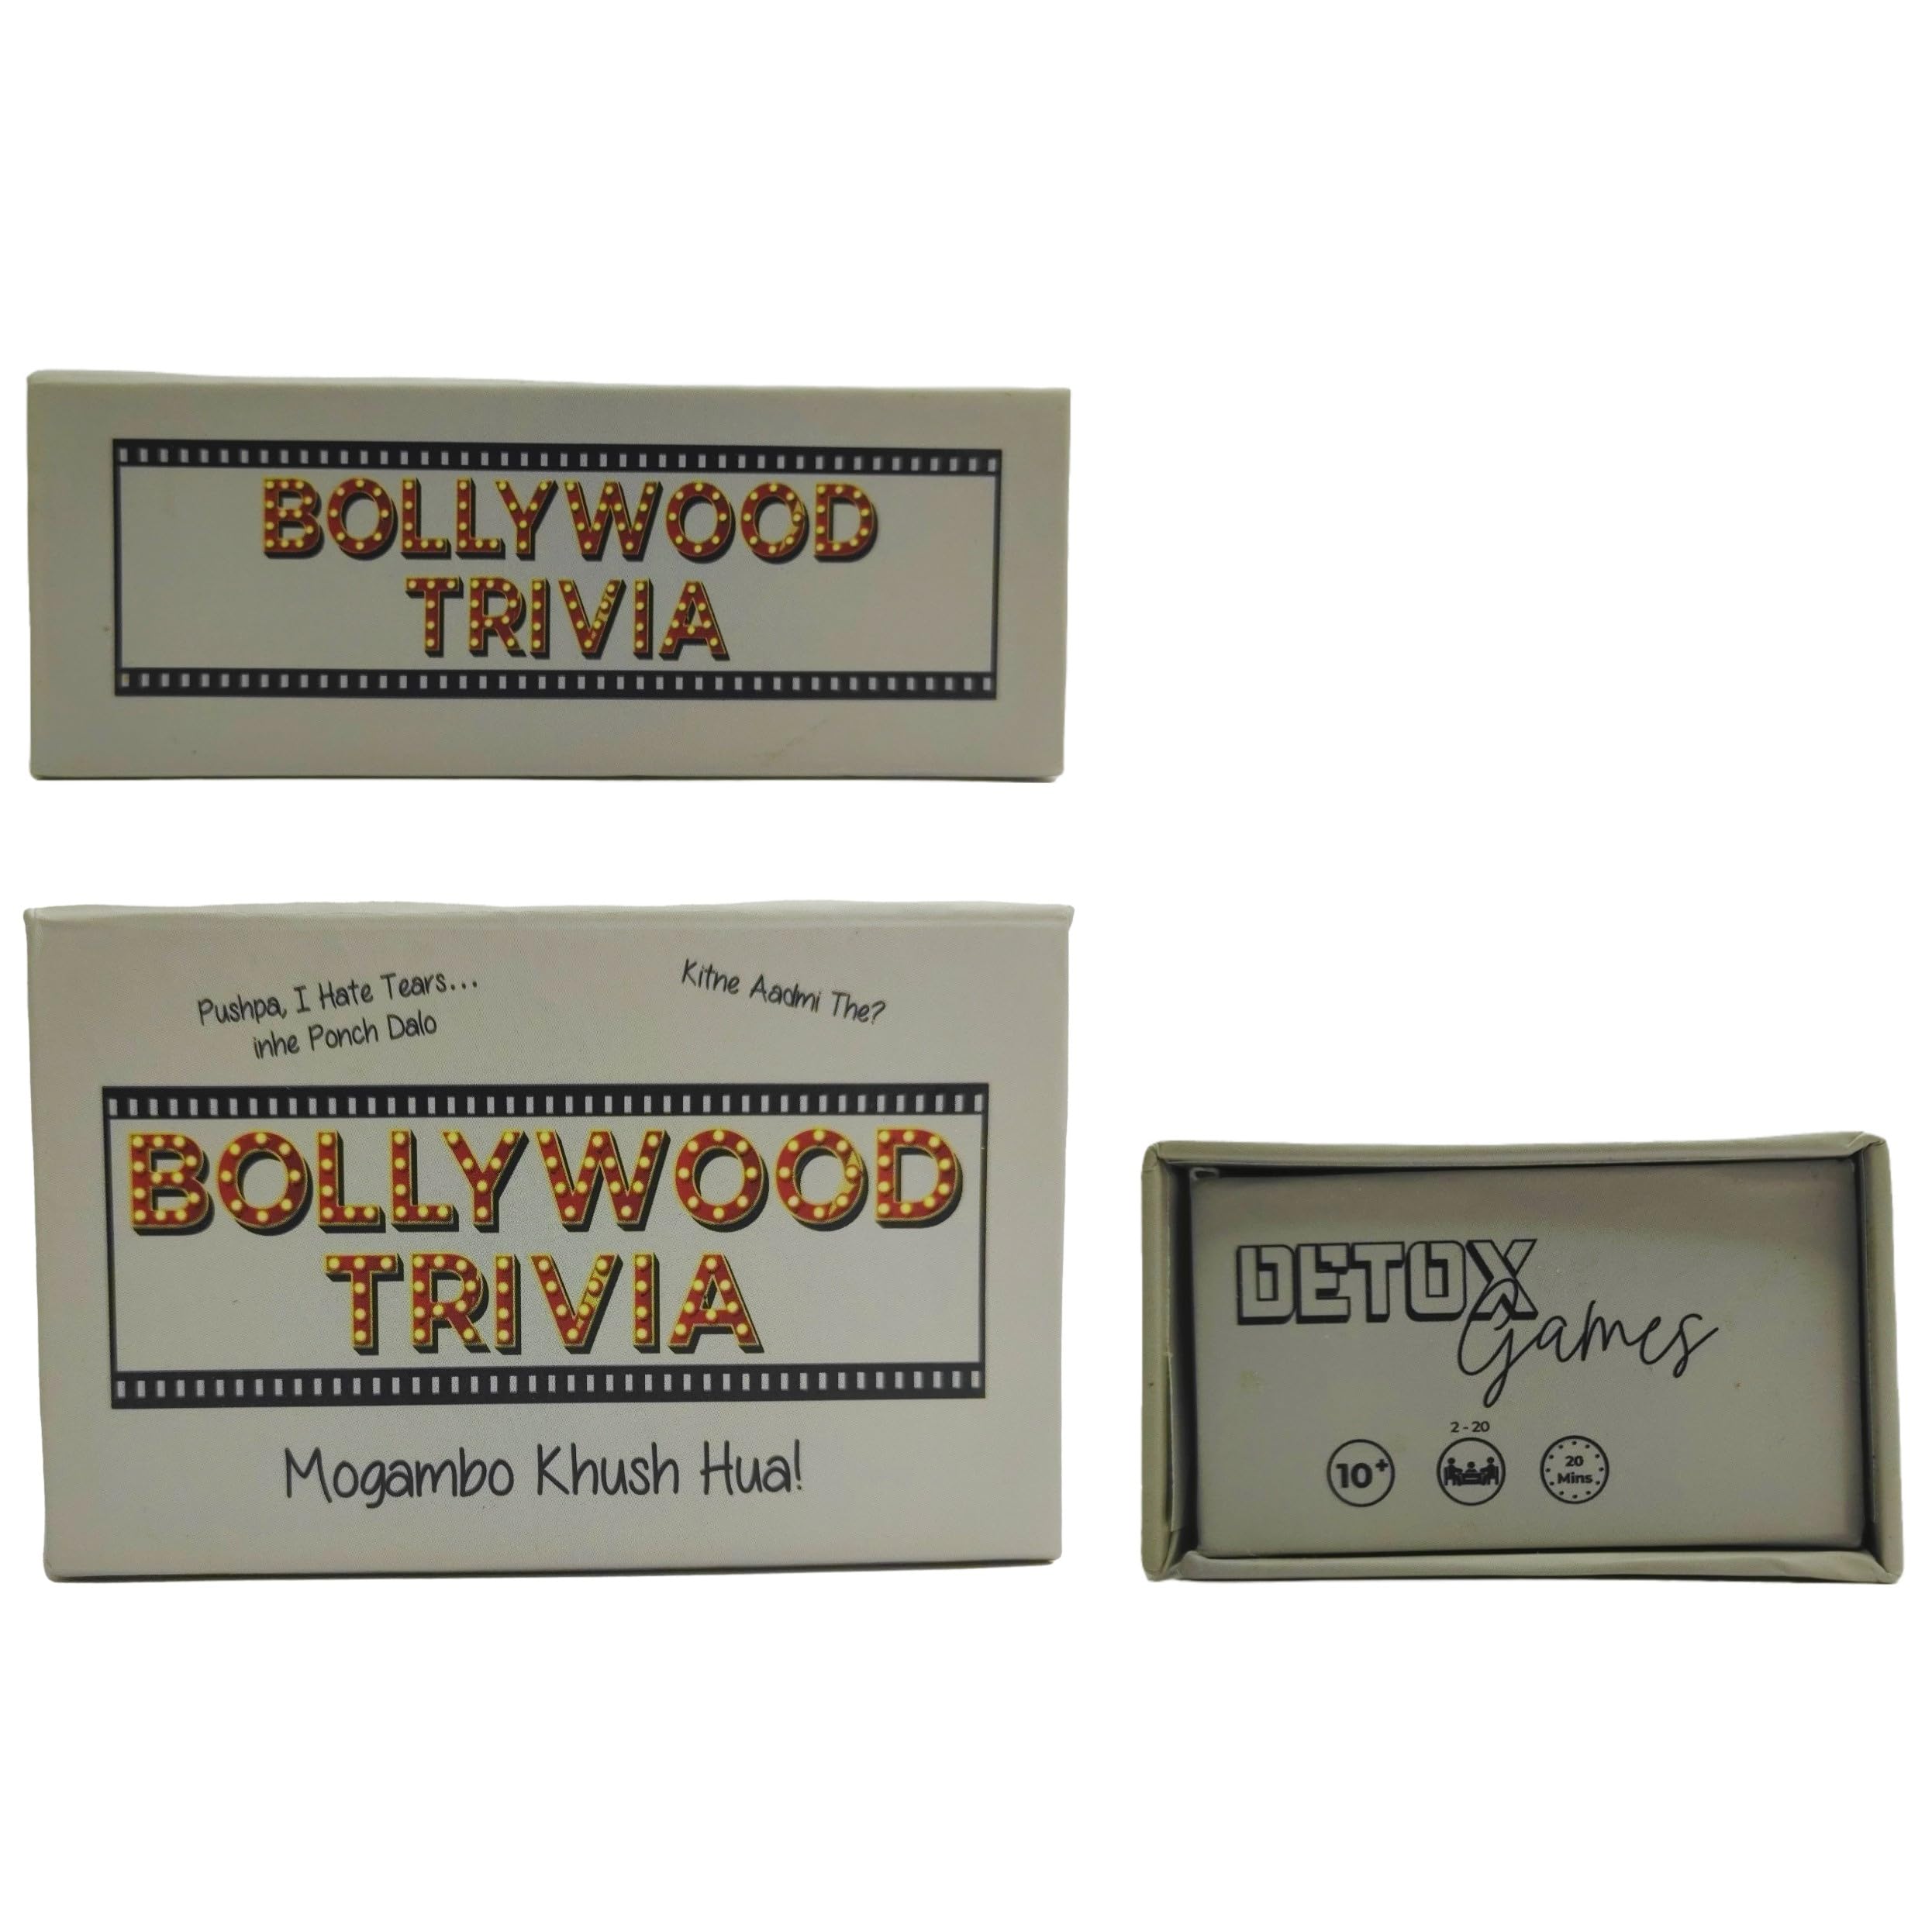 BOLLYWOOD
TRIVIA
Pushpa, I Hate Tears...
inhe Ponch Dalo
Kitne Aadmi The?
BOLLYWOOD
TRIVIA
Mogambo Khush Hua!
DETOX
Games
2 - 20
10+
20
Mins